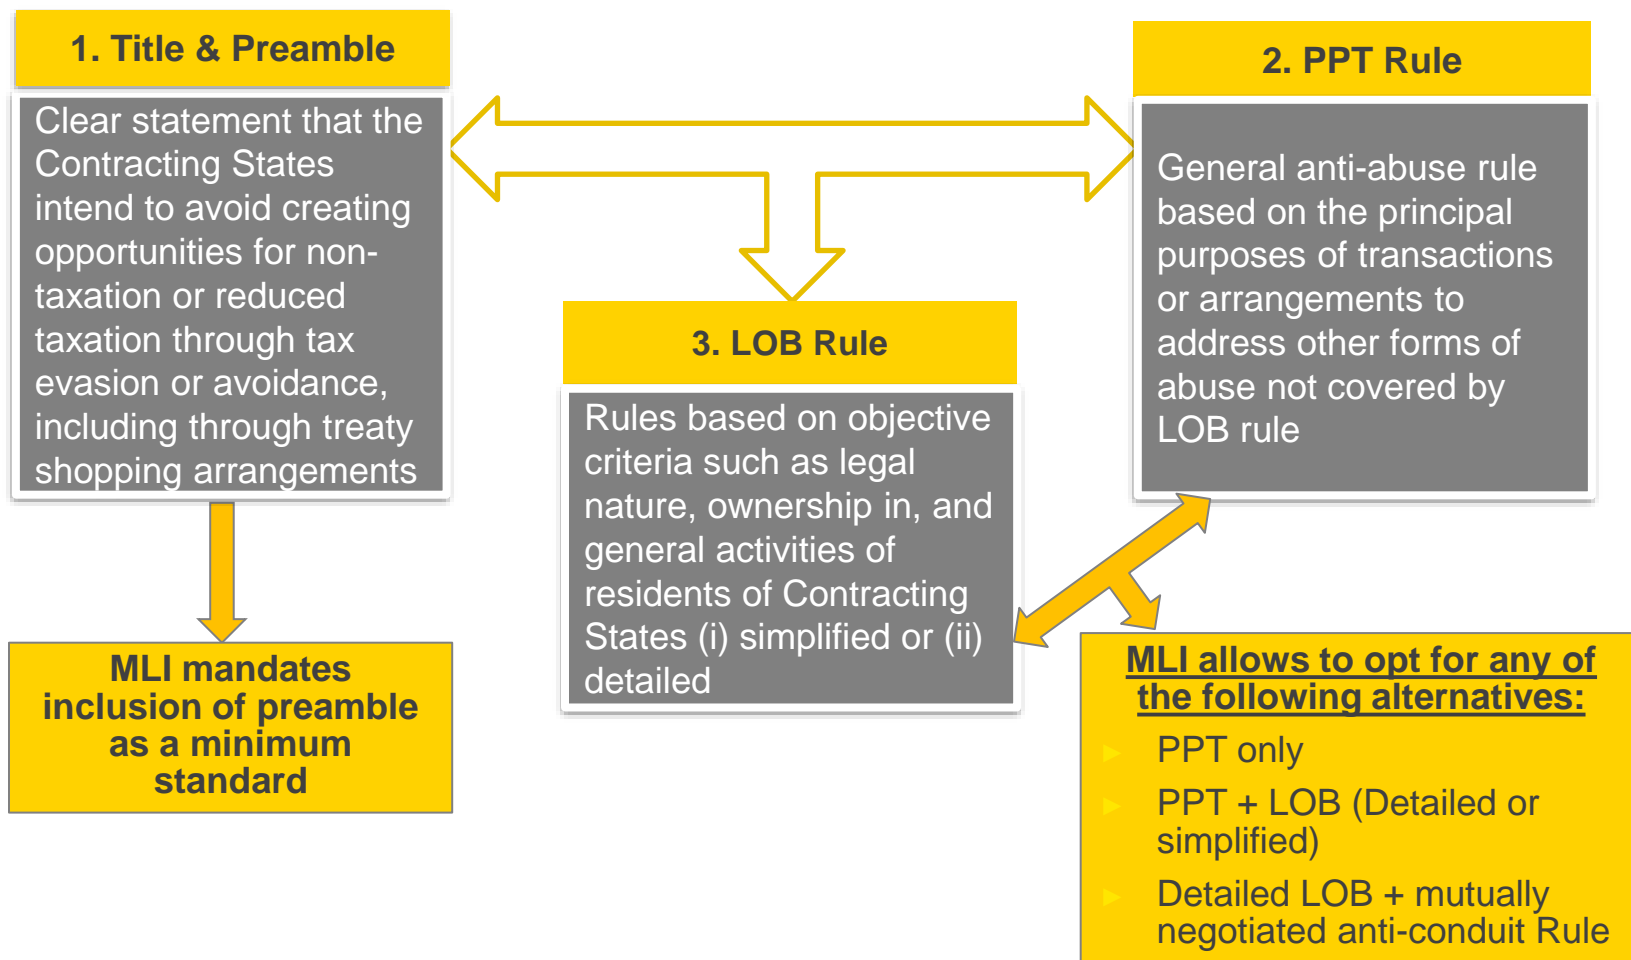 1. Title & Preamble
Clear statement that the
Contracting States
intend to avoid creating
opportunities for non-
taxation or reduced
taxation through tax
evasion or avoidance,
including through treaty
shopping arrangements
MLI mandates
inclusion of preamble
as a minimum
standard
2. PPT Rule
General anti-abuse rule
based on the principal
purposes of transactions
or arrangements to
address other forms of
abuse not covered by
LOB rule
3. LOB Rule
Rules based on objective
criteria such as legal
nature, ownership in, and
general activities of
residents of Contracting
States (i) simplified or (ii)
detailed
MLI allows to opt for any of
the following alternatives:
► PPT only
► PPT + LOB (Detailed or
simplified)
► Detailed LOB + mutually
negotiated anti-conduit Rule